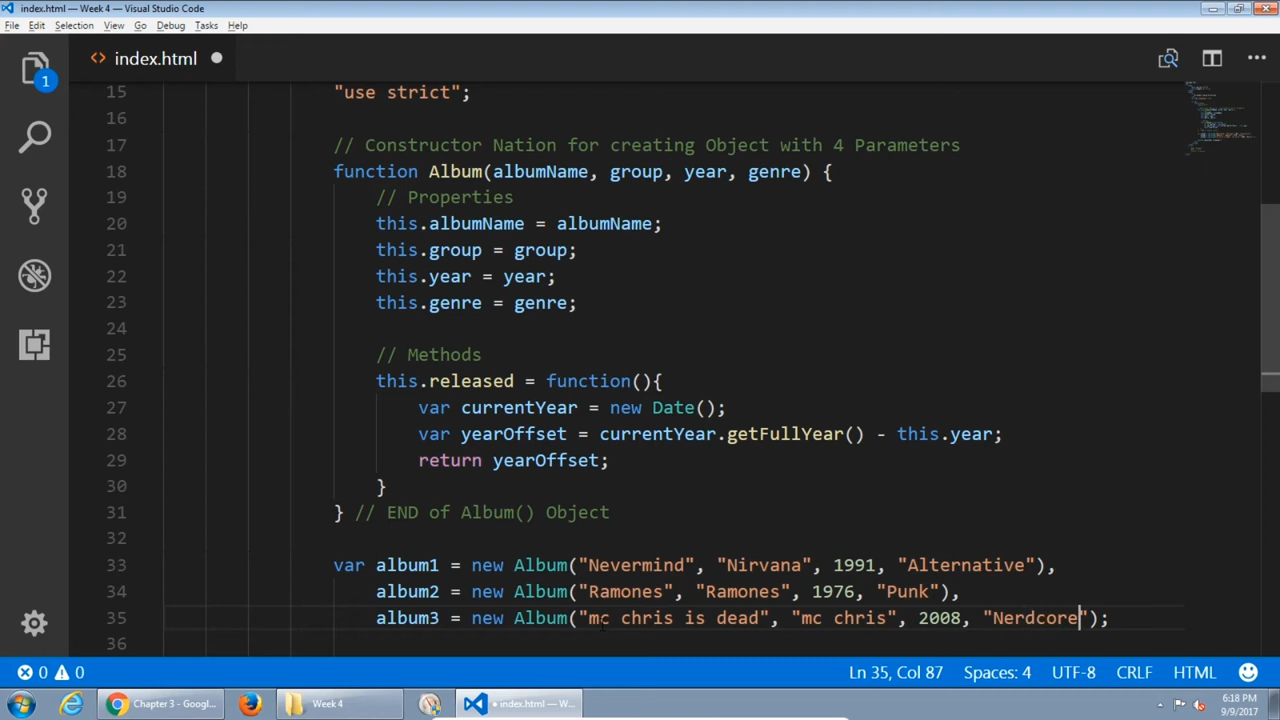 index.html - Week 4 - Visual Studio Code
File Edit Selection View Go Debug Tasks Help
1
<> index.html
15 "use strict";
16
17 // Constructor Nation for creating Object with 4 Parameters
18 function Album(albumName, group, year, genre) {
19 // Properties
20 this.albumName = albumName;
21 this.group = group;
22 this.year = year;
23 this.genre = genre;
24
25 // Methods
26 this.released = function(){
27 var currentYear = new Date();
28 var yearOffset = currentYear.getFullYear() - this.year;
29 return yearOffset;
30 }
31 } // END of Album() Object
32
33 var album1 = new Album("Nevermind", "Nirvana", 1991, "Alternative"),
34 album2 = new Album("Ramones", "Ramones", 1976, "Punk"),
35 album3 = new Album("mc chris is dead", "mc chris", 2008, "Nerdcore");
36
0 0 Ln 35, Col 87 Spaces: 4 UTF-8 CRLF HTML
Chapter 3 - Googl... Week 4 • index.html — W... 6:18 PM
9/9/2017